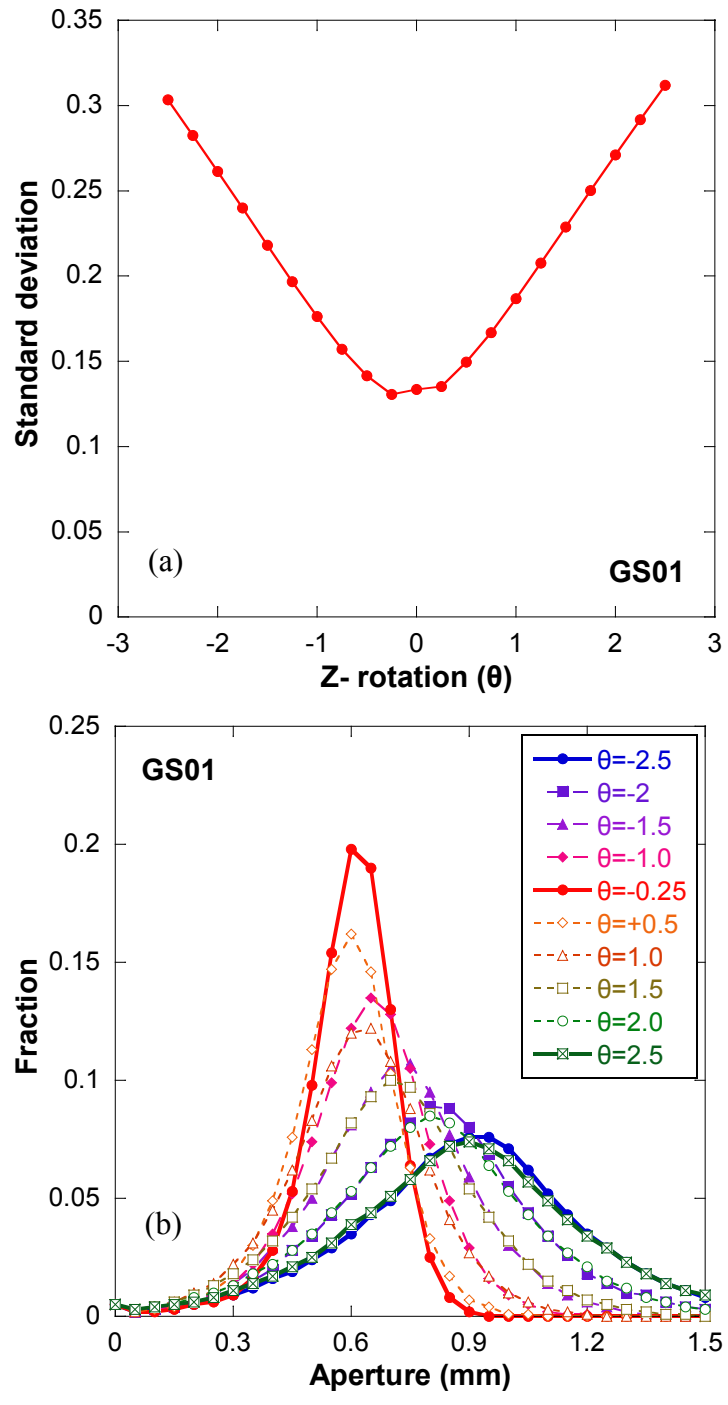 0.35
0.3
0.25
0.2
0.15
0.1
0.05
0
Standard deviation
(a)
GS01
-3 -2 -1 0 1 2 3
Z- rotation (θ)
0.25
0.2
0.15
0.1
0.05
0
Fraction
GS01
θ=-2.5
θ=-2
θ=-1.5
θ=-1.0
θ=-0.25
θ=+0.5
θ=1.0
θ=1.5
θ=2.0
θ=2.5
(b)
0 0.3 0.6 0.9 1.2 1.5
Aperture (mm)